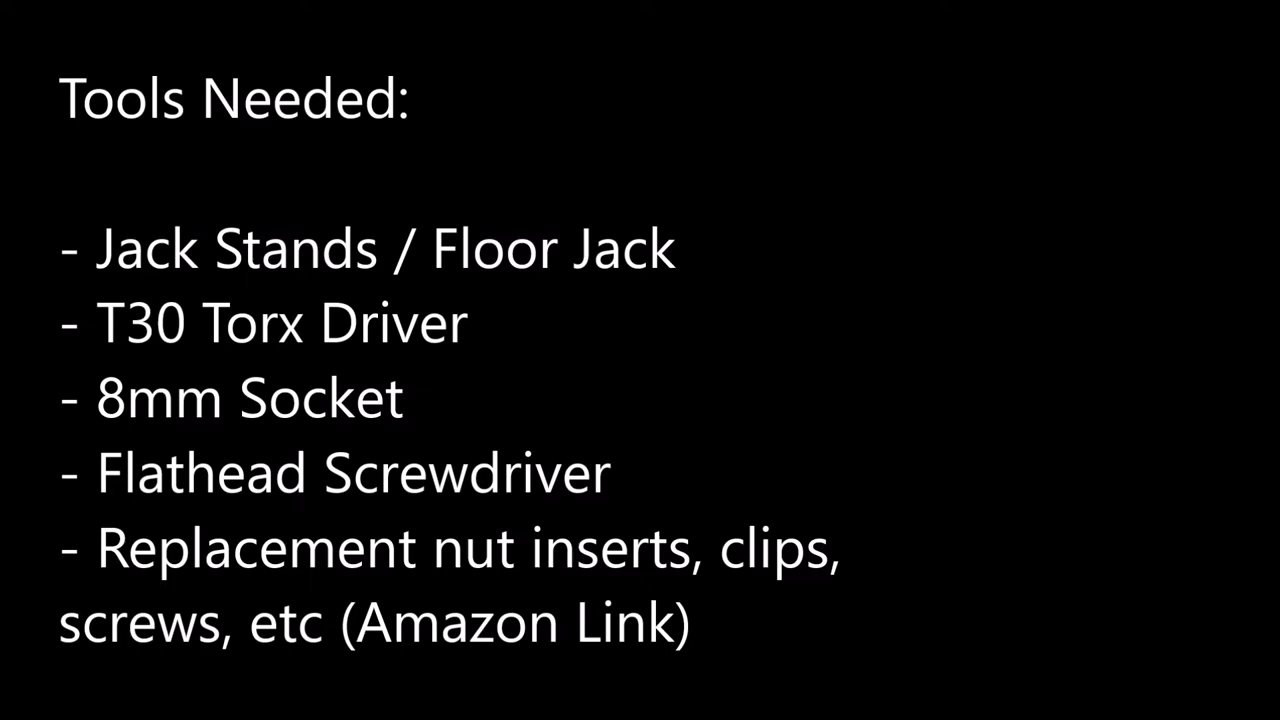 Tools Needed:
- Jack Stands / Floor Jack
- T30 Torx Driver
- 8mm Socket
- Flathead Screwdriver
- Replacement nut inserts, clips,
screws, etc (Amazon Link)